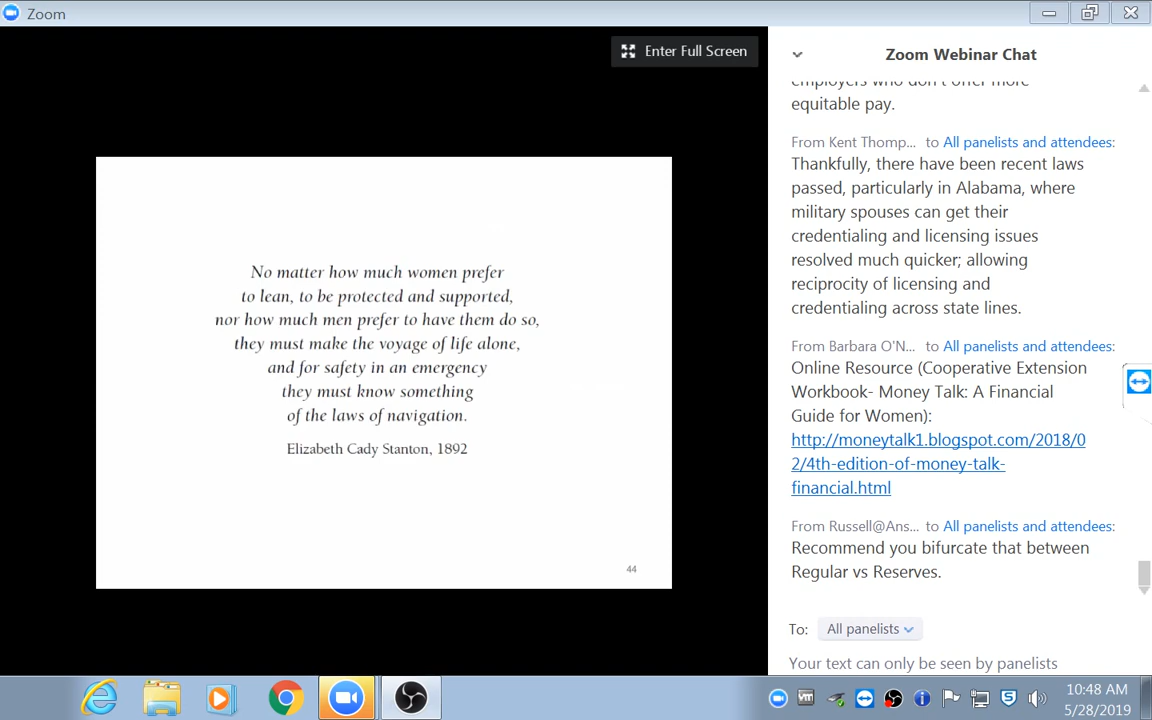 Zoom
Enter Full Screen
No matter how much women prefer
to lean, to be protected and supported,
nor how much men prefer to have them do so,
they must make the voyage of life alone,
and for safety in an emergency
they must know something
of the laws of navigation.
Elizabeth Cady Stanton, 1892
44
Zoom Webinar Chat
employers who don't offer more
equitable pay.
From Kent Thomp... to All panelists and attendees:
Thankfully, there have been recent laws
passed, particularly in Alabama, where
military spouses can get their
credentialing and licensing issues
resolved much quicker; allowing
reciprocity of licensing and
credentialing across state lines.
From Barbara O'N... to All panelists and attendees:
Online Resource (Cooperative Extension
Workbook- Money Talk: A Financial
Guide for Women):
http://moneytalk1.blogspot.com/2018/0
2/4th-edition-of-money-talk-
financial.html
From Russell@Ans... to All panelists and attendees:
Recommend you bifurcate that between
Regular vs Reserves.
To: All panelists
Your text can only be seen by panelists
10:48 AM
5/28/2019